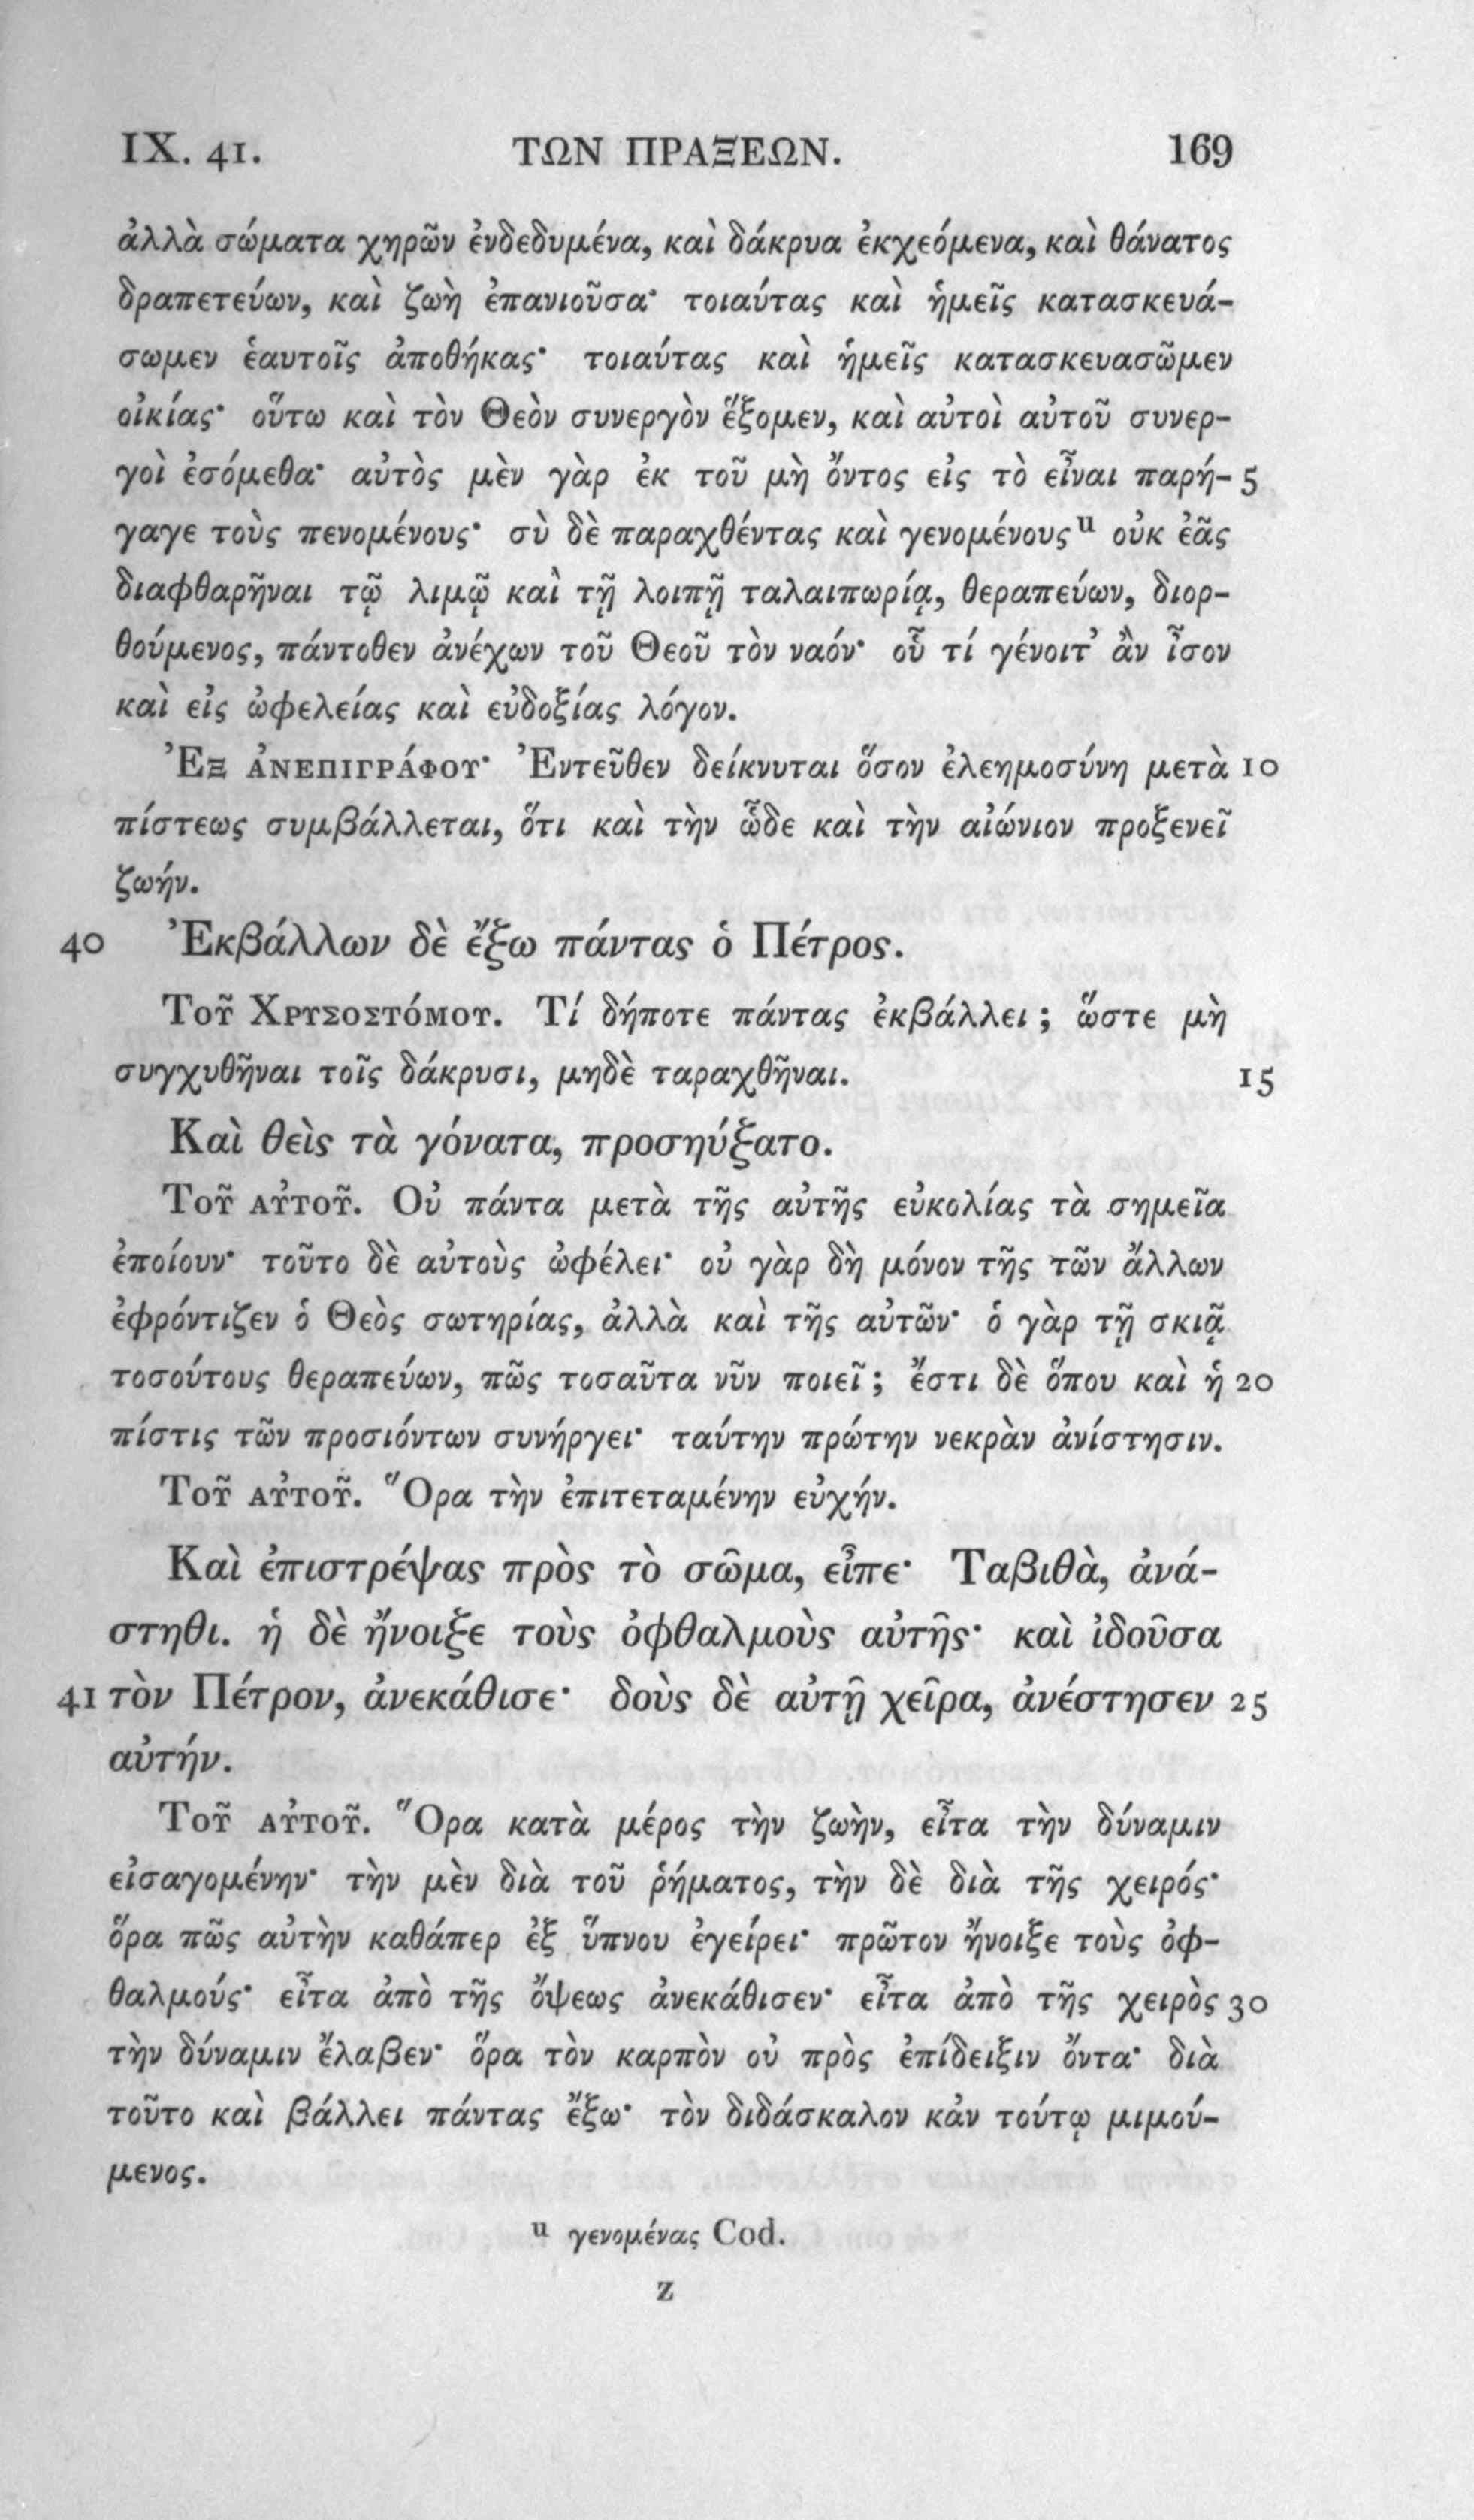 IX. 41. ΤΩΝ ΠΡΑΞΕΩΝ. 169
ἀλλὰ σώματα χηρῶν ἐνδεδυμένα, καὶ δάκρυα ἐκχεόμενα, καὶ θάνατος
δραπετεύων, καὶ ζωὴ ἐπανιοῦσα· τοιαύτας καὶ ἡμεῖς κατασκευά-
σωμεν ἑαυτοῖς ἀποθήκας· τοιαύτας καὶ ἡμεῖς κατασκευασῶμεν
οἰκίας· οὕτω καὶ τὸν Θεὸν συνεργὸν ἕξομεν, καὶ αὐτοὶ αὐτοῦ συνερ-
γοὶ ἐσόμεθα· αὐτὸς μὲν γὰρ ἐκ τοῦ μὴ ὄντος εἰς τὸ εἶναι παρή- 5
γαγε τοὺς πενομένους· σὺ δὲ παραχθέντας καὶ γενομένους u οὐκ ἐᾶς
διαφθαρῆναι τῷ λιμῷ καὶ τῇ λοιπῇ ταλαιπωρίᾳ, θεραπεύων, διορ-
θούμενος, πάντοθεν ἀνέχων τοῦ Θεοῦ τὸν ναόν· οὗ τί γένοιτ’ ἂν ἶσον
καὶ εἰς ὠφελείας καὶ εὐδοξίας λόγον.
Ἐξ ἀνεπιγράφου· Ἐντεῦθεν δείκνυται ὅσον ἐλεημοσύνη μετὰ 10
πίστεως συμβάλλεται, ὅτι καὶ τὴν ὧδε καὶ τὴν αἰώνιον προξενεῖ
ζωήν.
40 Ἐκβάλλων δὲ ἔξω πάντας ὁ Πέτρος.
Τοῦ Χρυσοστόμου. Τί δήποτε πάντας ἐκβάλλει; ὥστε μὴ
συγχυθῆναι τοῖς δάκρυσι, μηδὲ ταραχθῆναι. 15
Καὶ θεὶς τὰ γόνατα, προσηύξατο.
Τοῦ αὐτοῦ. Οὐ πάντα μετὰ τῆς αὐτῆς εὐκολίας τὰ σημεῖα
ἐποίουν· τοῦτο δὲ αὐτοὺς ὠφέλει· οὐ γὰρ δὴ μόνον τῆς τῶν ἄλλων
ἐφρόντιζεν ὁ Θεὸς σωτηρίας, ἀλλὰ καὶ τῆς αὐτῶν· ὁ γὰρ τῇ σκιᾷ
τοσούτους θεραπεύων, πῶς τοσαῦτα νῦν ποιεῖ; ἔστι δὲ ὅπου καὶ ἡ 20
πίστις τῶν προσιόντων συνήργει· ταύτην πρώτην νεκρὰν ἀνίστησιν.
Τοῦ αὐτοῦ. Ὅρα τὴν ἐπιτεταμένην εὐχήν.
Καὶ ἐπιστρέψας πρὸς τὸ σῶμα, εἶπε· Ταβιθὰ, ἀνά-
στηθι. ἡ δὲ ἤνοιξε τοὺς ὀφθαλμοὺς αὐτῆς· καὶ ἰδοῦσα
41 τὸν Πέτρον, ἀνεκάθισε· δοὺς δὲ αὐτῇ χεῖρα, ἀνέστησεν 25
αὐτήν.
Τοῦ αὐτοῦ. Ὅρα κατὰ μέρος τὴν ζωὴν, εἶτα τὴν δύναμιν
εἰσαγομένην· τὴν μὲν διὰ τοῦ ῥήματος, τὴν δὲ διὰ τῆς χειρός·
ὅρα πῶς αὐτὴν καθάπερ ἐξ ὕπνου ἐγείρει· πρῶτον ἤνοιξε τοὺς ὀφ-
θαλμούς· εἶτα ἀπὸ τῆς ὄψεως ἀνεκάθισεν· εἶτα ἀπὸ τῆς χειρὸς 30
τὴν δύναμιν ἔλαβεν· ὅρα τὸν καρπὸν οὐ πρὸς ἐπίδειξιν ὄντα· διὰ
τοῦτο καὶ βάλλει πάντας ἔξω· τὸν διδάσκαλον κἀν τούτῳ μιμού-
μενος.
u γενομένας Cod.
z